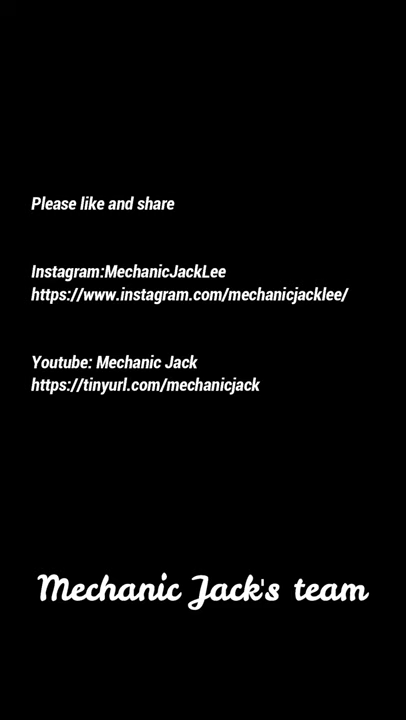 Please like and share
Instagram:MechanicJackLee
https://www.instagram.com/mechanicjacklee/
Youtube: Mechanic Jack
https://tinyurl.com/mechanicjack
Mechanic Jack's team